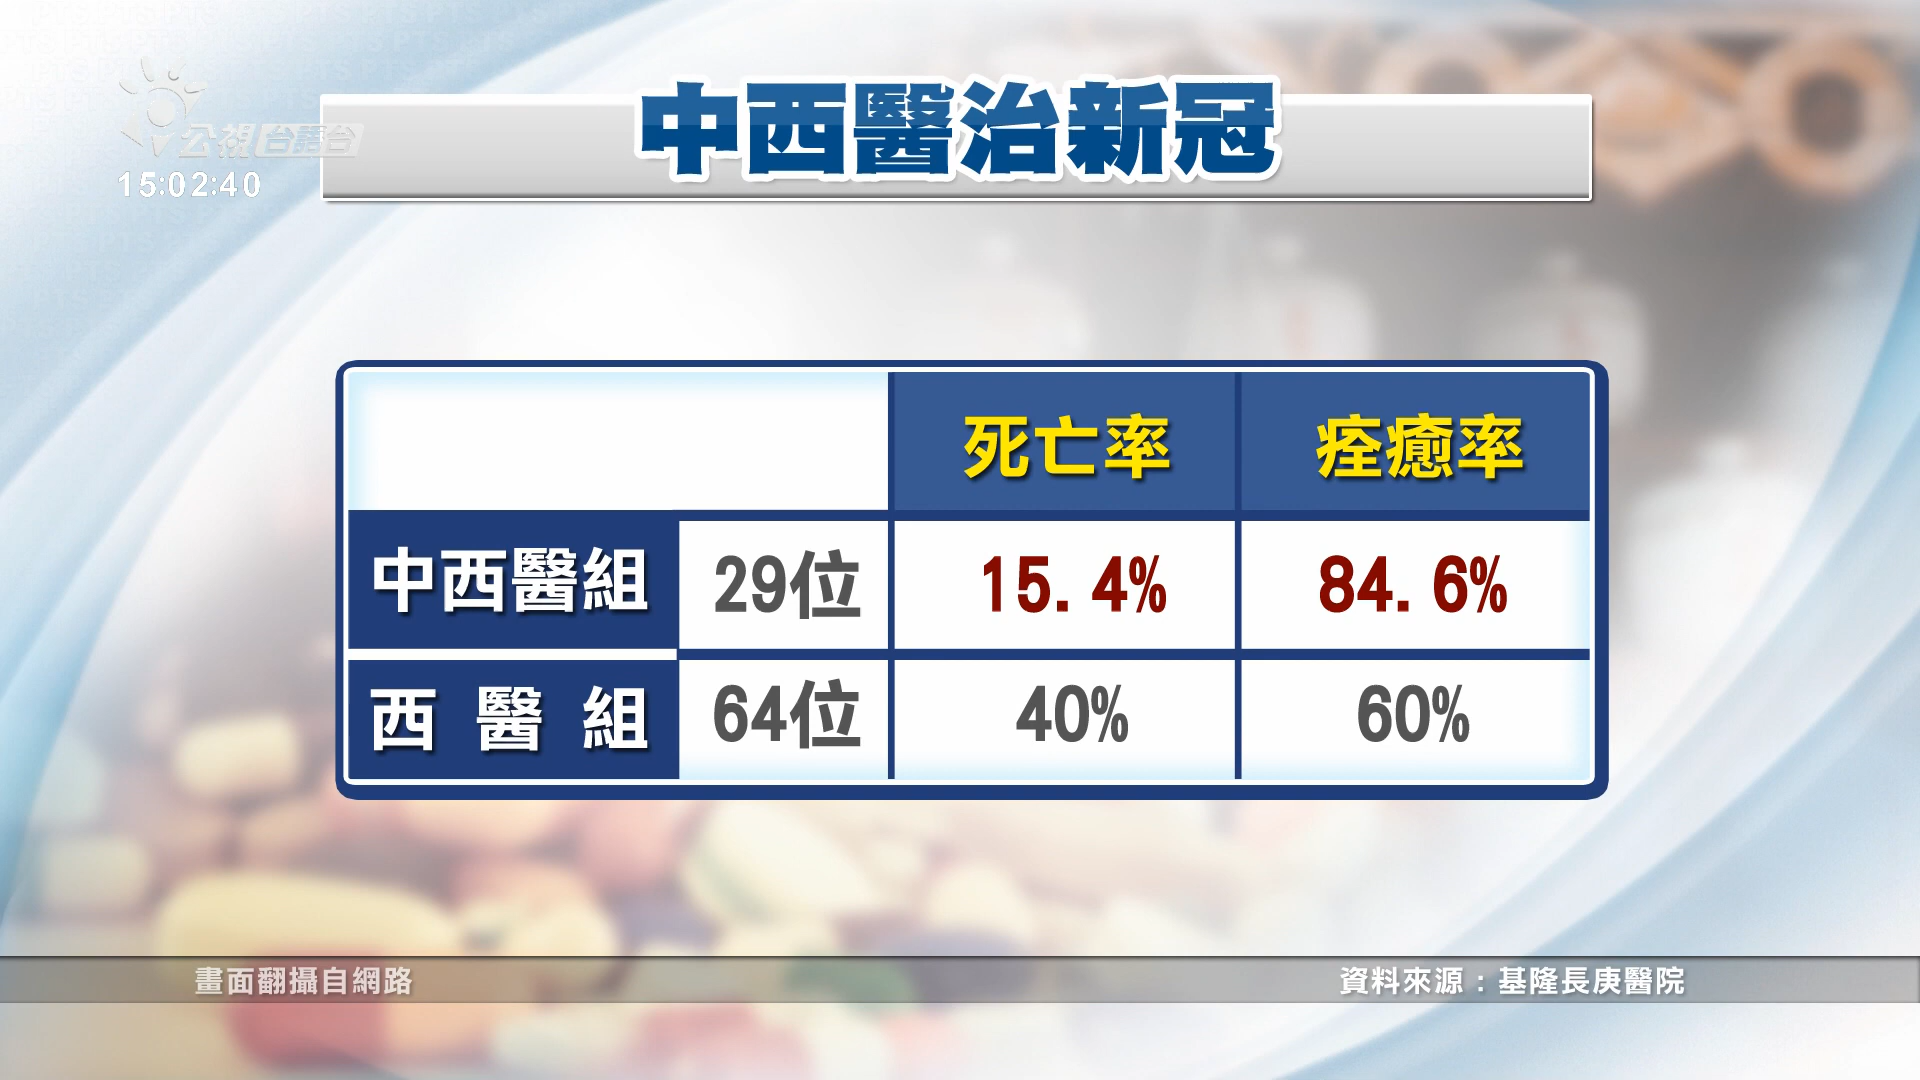 公視台語台
15:02:40
中西醫治新冠
死亡率 痊癒率
中西醫組 29位 15.4% 84.6%
西醫組 64位 40% 60%
畫面翻攝自網路
資料來源：基隆長庚醫院